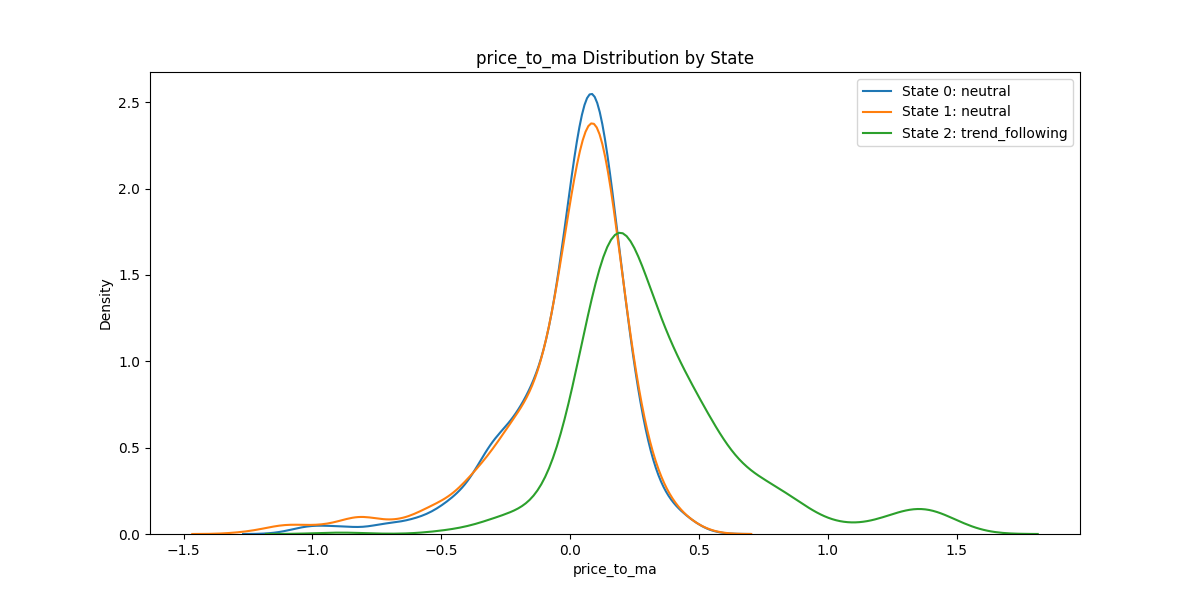 price_to_ma Distribution by State
State 0: neutral
State 1: neutral
State 2: trend_following
Density
2.5
2.0
1.5
1.0
0.5
0.0
−1.5 −1.0 −0.5 0.0 0.5 1.0 1.5
price_to_ma